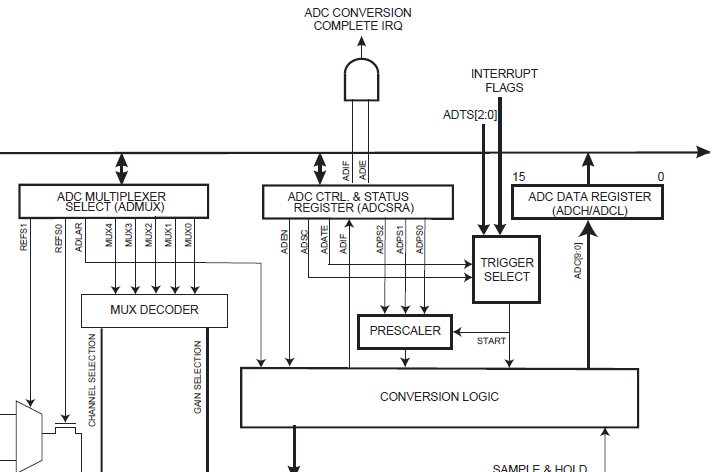 ADC CONVERSION
COMPLETE IRQ
INTERRUPT
FLAGS
ADTS[2:0]
ADIF
ADIE
15
0
ADC MULTIPLEXER
SELECT (ADMUX)
ADC CTRL. & STATUS
REGISTER (ADCSRA)
ADC DATA REGISTER
(ADCH/ADCL)
REFS1
REFS0
ADLAR
MUX4
MUX3
MUX2
MUX1
MUX0
ADEN
ADSC
ADATE
ADIF
ADPS2
ADPS1
ADPS0
TRIGGER
SELECT
ADC[9:0]
MUX DECODER
PRESCALER
START
CHANNEL SELECTION
GAIN SELECTION
CONVERSION LOGIC
SAMPLE & HOLD